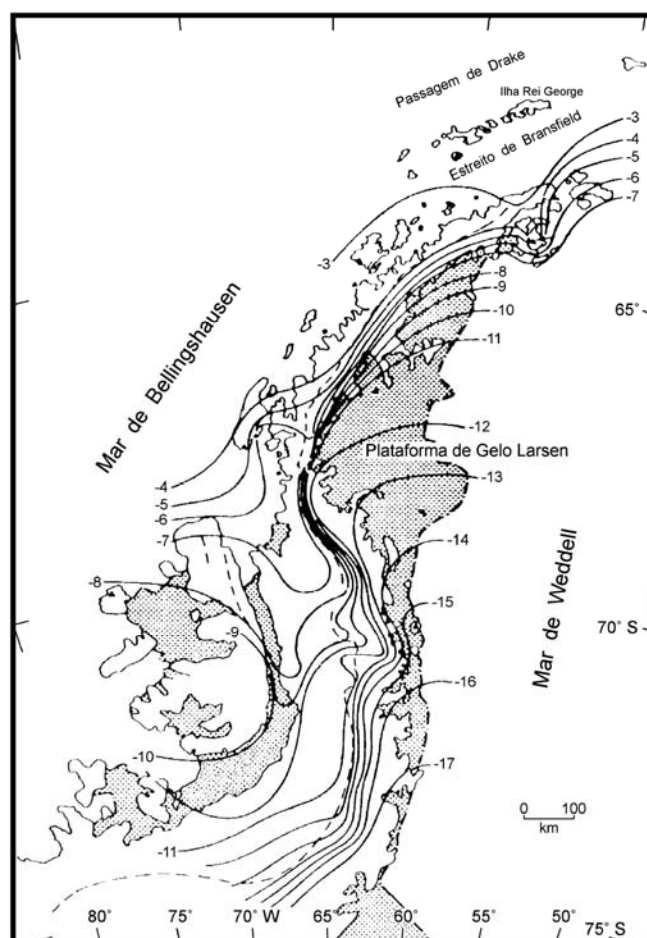 Passagem de Drake
Ilha Rei George
Estreito de Bransfield
-3
-4
-5
-6
-7
-3
-8
-9
-10
65°
-11
Mar de Bellingshausen
-12
Plataforma de Gelo Larsen
-13
-4
-5
-6
-7
-14
-8
-15
-9
70° S
Mar de Weddell
-16
-10
-17
0 100
km
-11
80° 75° 70° W 65° 60° 55° 50° 75° S